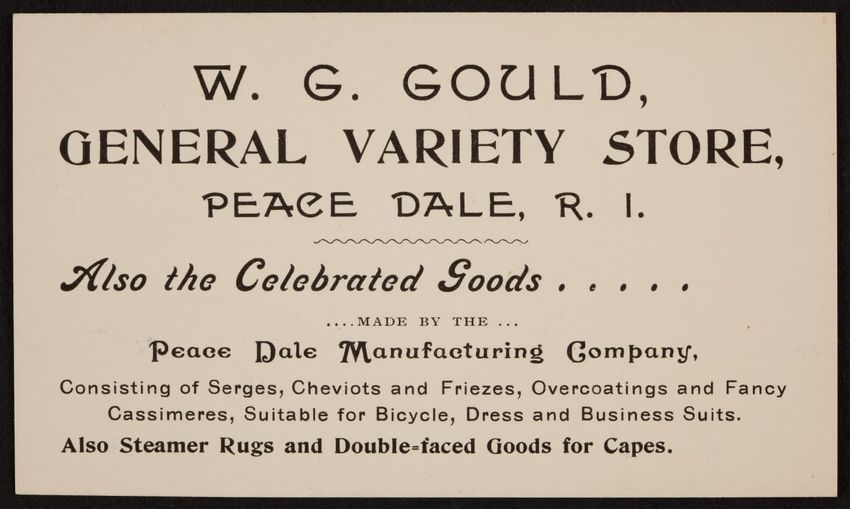 W. G. GOULD,
GENERAL VARIETY STORE,
PEACE DALE, R. I.
Also the Celebrated Goods . . . . .
....MADE BY THE ...
Peace Dale Manufacturing Company,
Consisting of Serges, Cheviots and Friezes, Overcoatings and Fancy
Cassimeres, Suitable for Bicycle, Dress and Business Suits.
Also Steamer Rugs and Double=faced Goods for Capes.